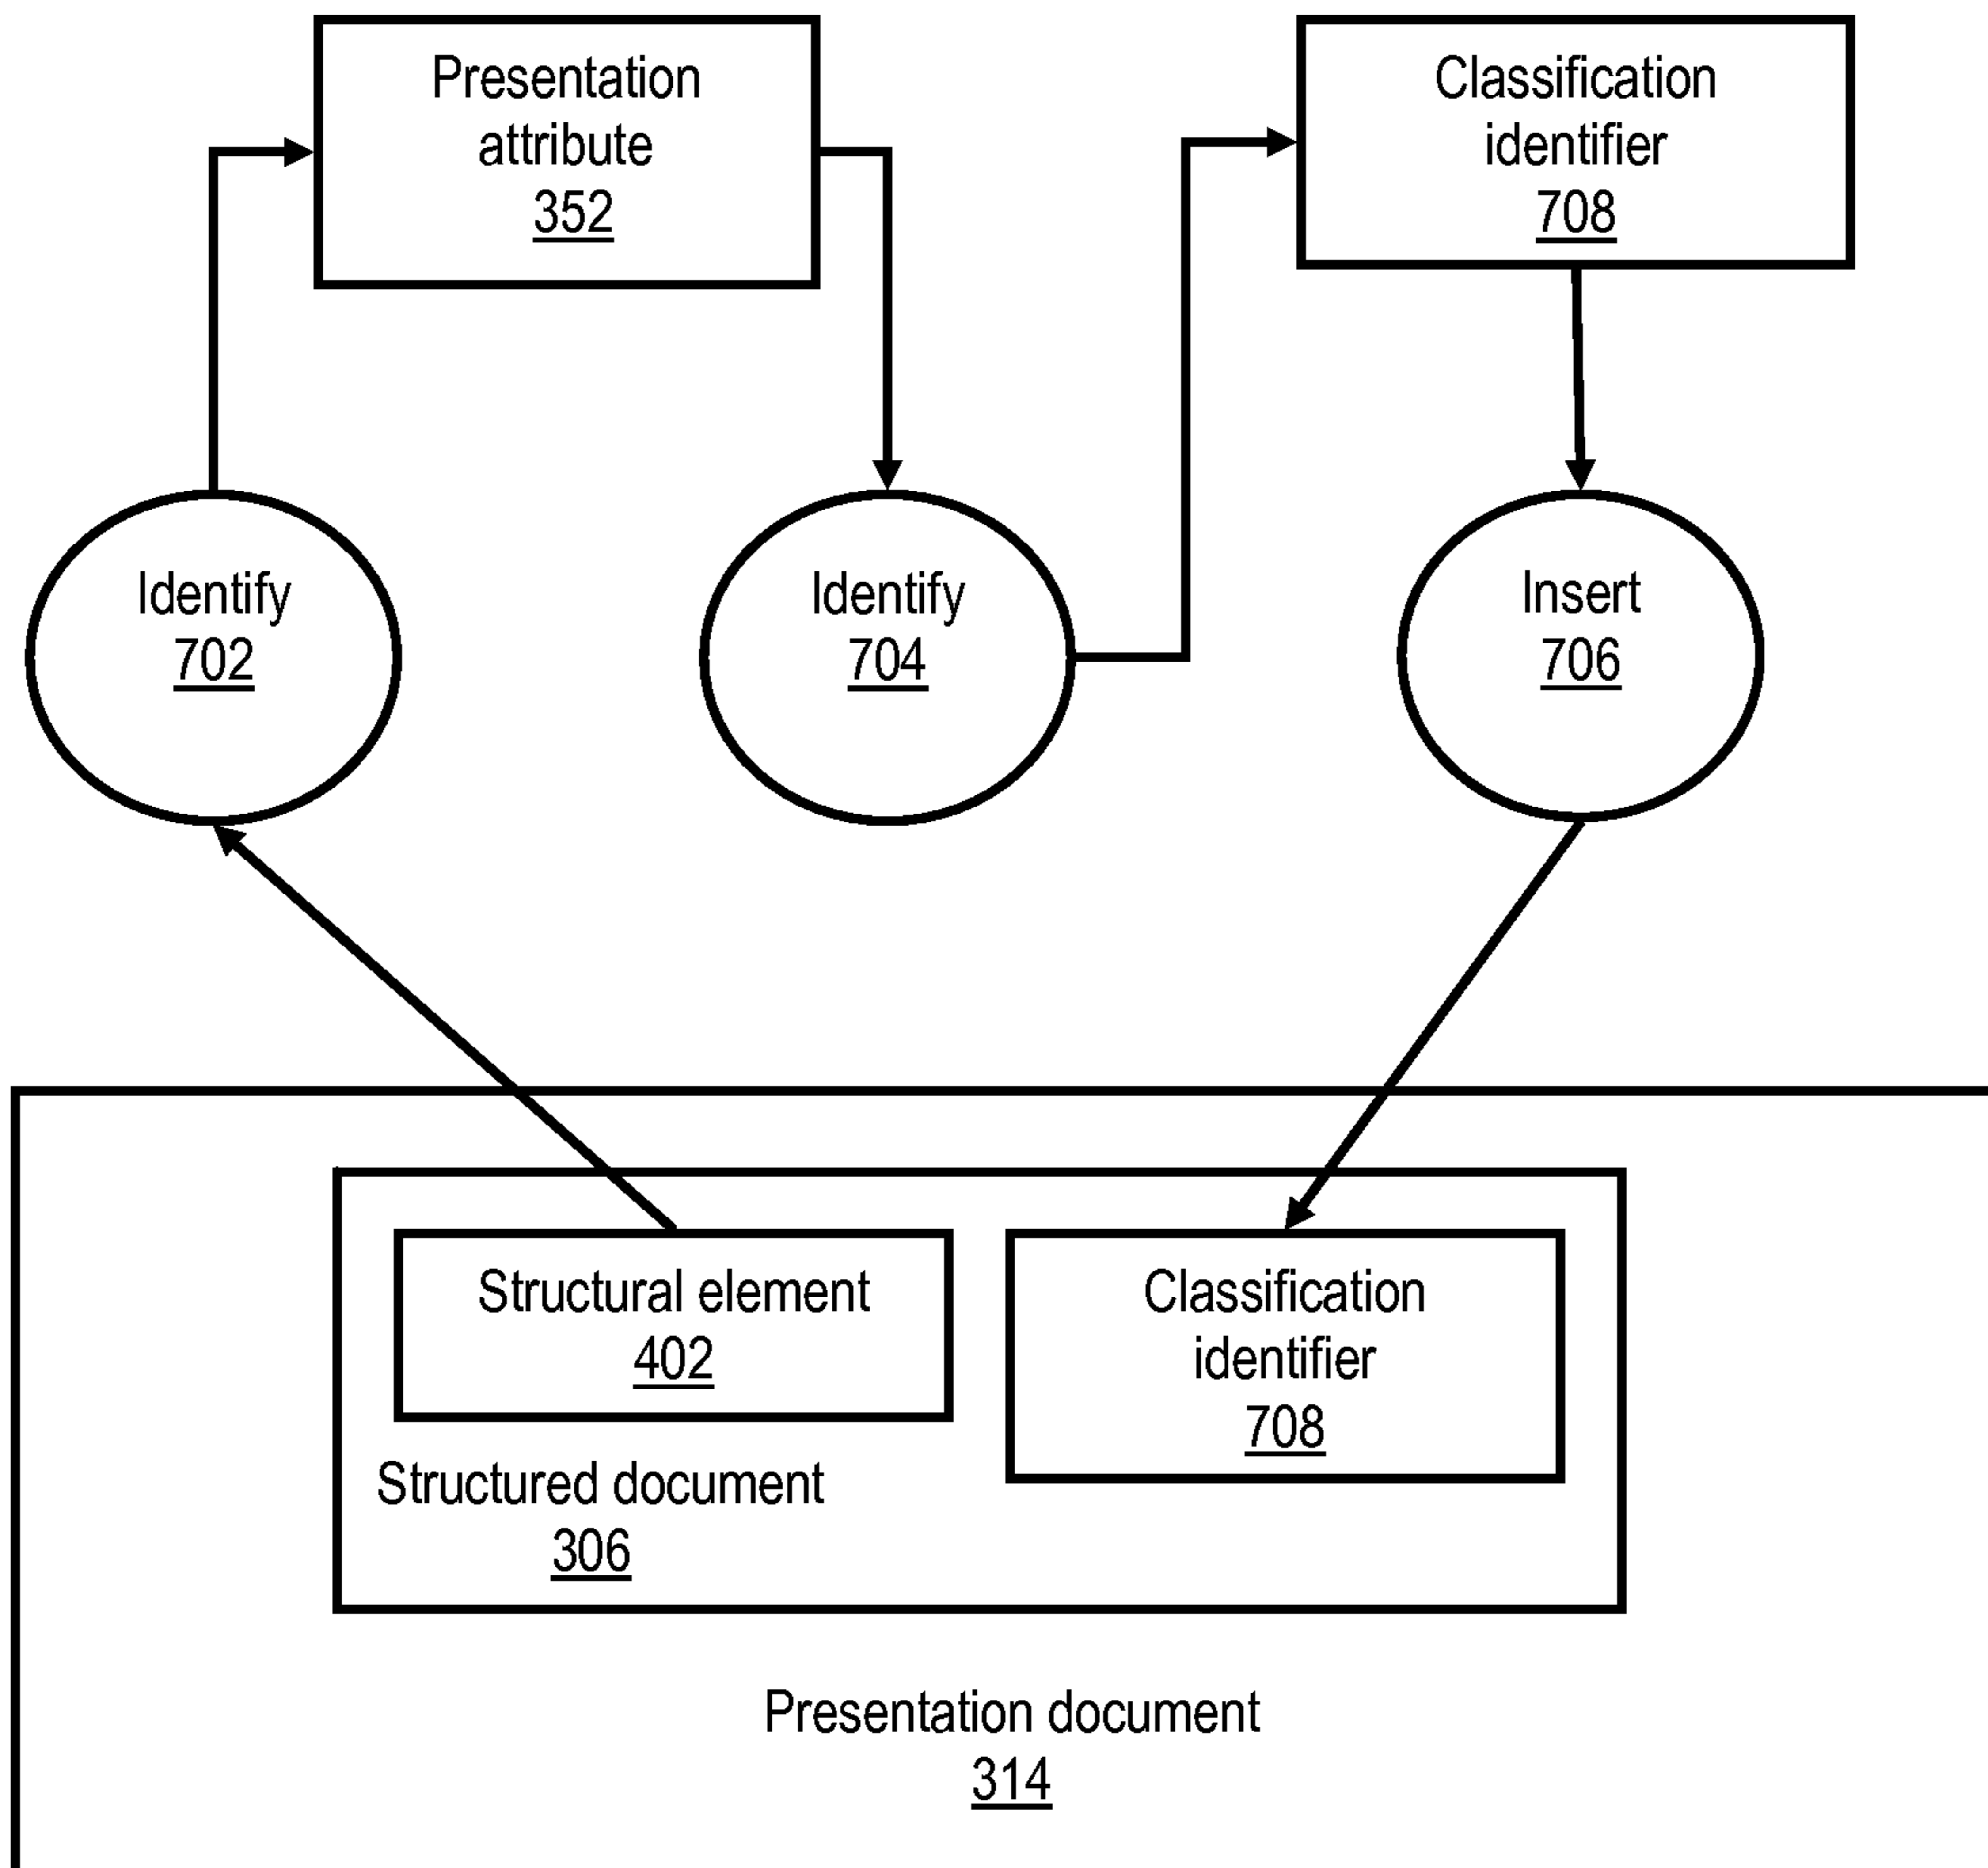 Presentation
attribute
352
Classification
identifier
708
Identify
702
Identify
704
Insert
706
Structural element
402
Classification
identifier
708
Structured document
306
Presentation document
314